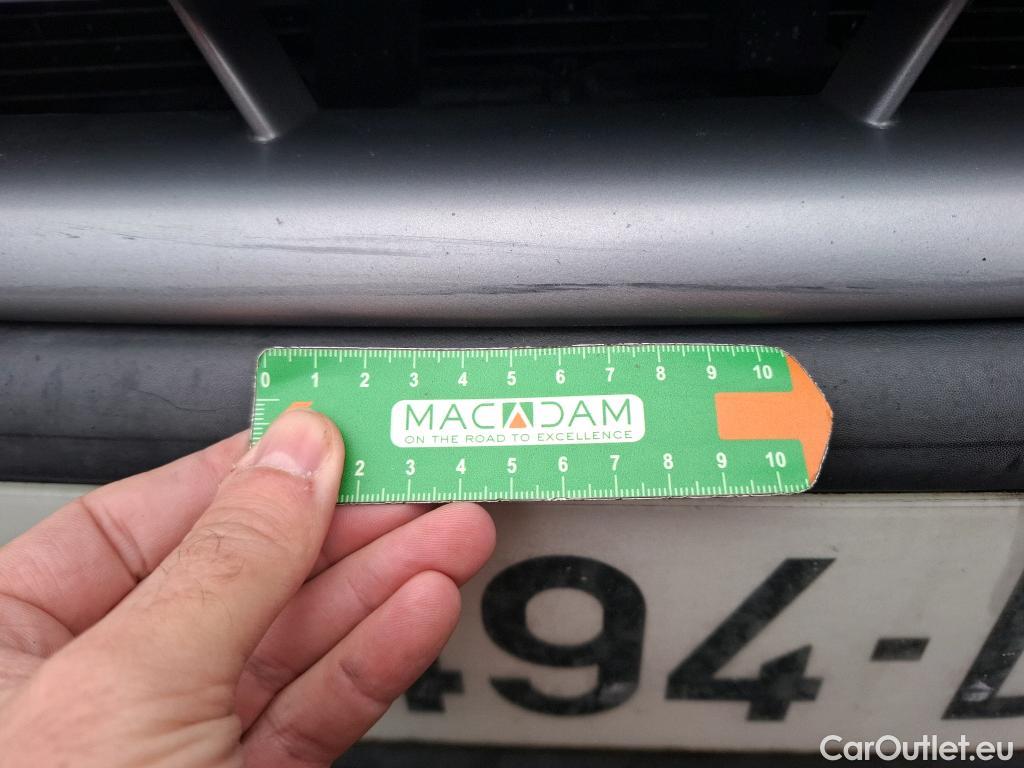 0 1 2 3 4 5 6 7 8 9 10
MACADAM
ON THE ROAD TO EXCELLENCE
2 3 4 5 6 7 8 9 10
494-
CarOutlet.eu